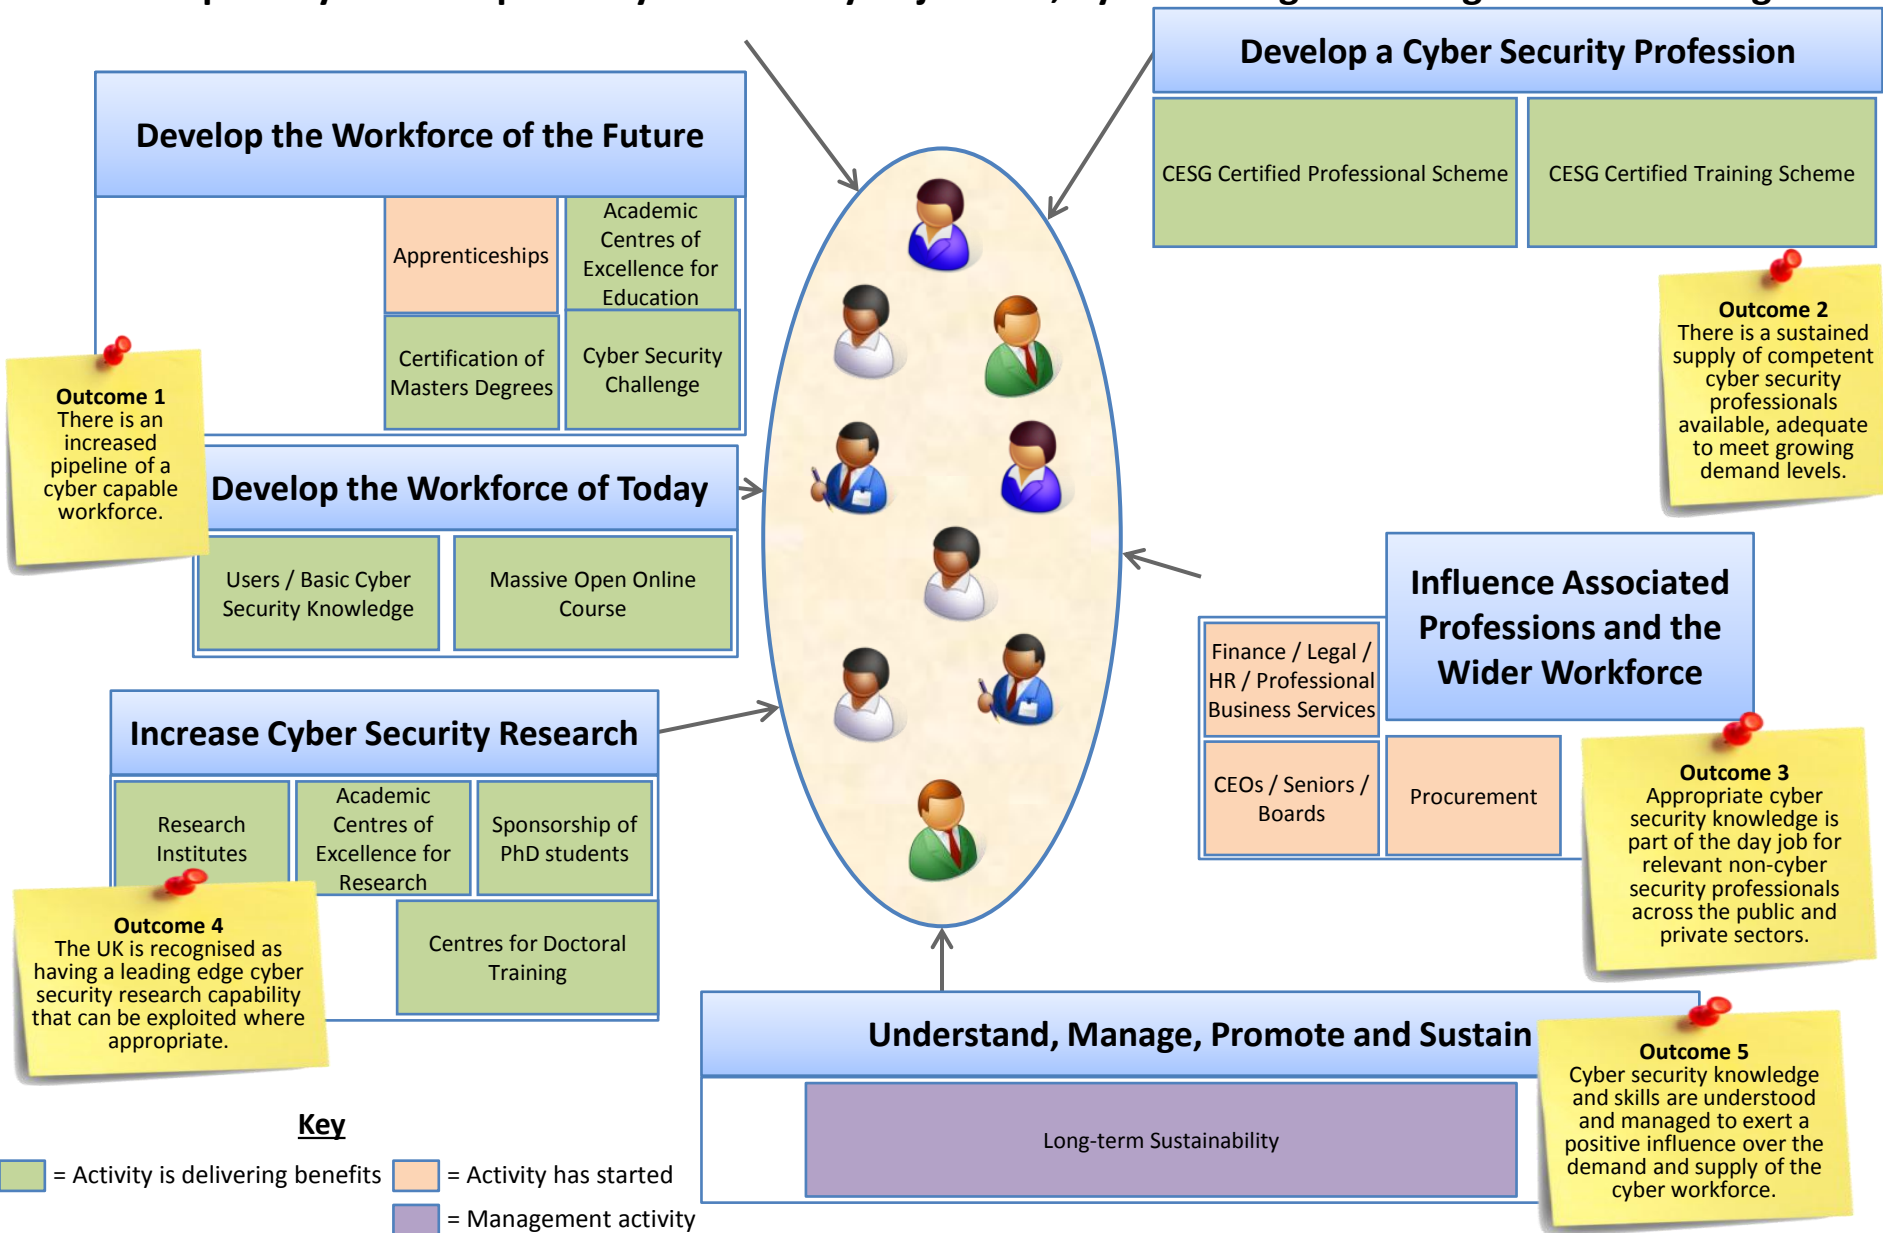 Develop a Cyber Security Profession
CESG Certified Professional Scheme
CESG Certified Training Scheme
Outcome 2
There is a sustained
supply of competent
cyber security
professionals
available, adequate
to meet growing
demand levels.
Develop the Workforce of the Future
Apprenticeships
Academic
Centres of
Excellence for
Education
Certification of
Masters Degrees
Cyber Security
Challenge
Outcome 1
There is an
increased
pipeline of a
cyber capable
workforce.
Develop the Workforce of Today
Users / Basic Cyber
Security Knowledge
Massive Open Online
Course
Influence Associated
Professions and the
Wider Workforce
Finance / Legal /
HR / Professional
Business Services
CEOs / Seniors /
Boards
Procurement
Outcome 3
Appropriate cyber
security knowledge is
part of the day job for
relevant non-cyber
security professionals
across the public and
private sectors.
Increase Cyber Security Research
Research
Institutes
Academic
Centres of
Excellence for
Research
Sponsorship of
PhD students
Centres for Doctoral
Training
Outcome 4
The UK is recognised as
having a leading edge cyber
security research capability
that can be exploited where
appropriate.
Understand, Manage, Promote and Sustain
Long-term Sustainability
Outcome 5
Cyber security knowledge
and skills are understood
and managed to exert a
positive influence over the
demand and supply of the
cyber workforce.
Key
= Activity is delivering benefits
= Activity has started
= Management activity